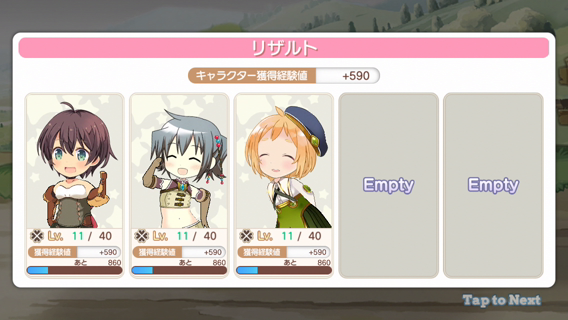 リザルト
キャラクター獲得経験値 +590
Lv. 11 / 40
獲得経験値 +590
あと 860
Lv. 11 / 40
獲得経験値 +590
あと 860
Lv. 11 / 40
獲得経験値 +590
あと 860
Empty
Empty
Tap to Next